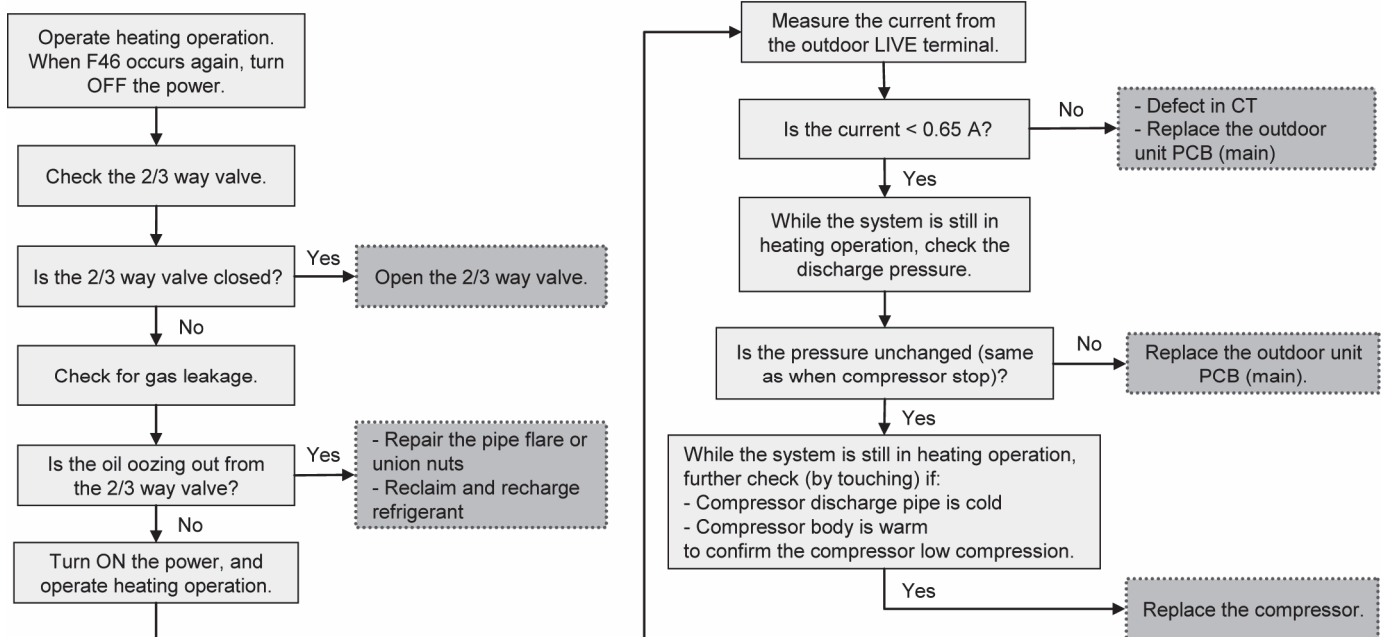 Operate heating operation.
When F46 occurs again, turn
OFF the power.
Check the 2/3 way valve.
Is the 2/3 way valve closed?
Yes
Open the 2/3 way valve.
No
Check for gas leakage.
Is the oil oozing out from
the 2/3 way valve?
Yes
- Repair the pipe flare or
union nuts
- Reclaim and recharge
refrigerant
No
Turn ON the power, and
operate heating operation.
Measure the current from
the outdoor LIVE terminal.
Is the current < 0.65 A?
No
- Defect in CT
- Replace the outdoor
unit PCB (main)
Yes
While the system is still in
heating operation, check the
discharge pressure.
Is the pressure unchanged (same
as when compressor stop)?
No
Replace the outdoor unit
PCB (main).
Yes
While the system is still in heating operation,
further check (by touching) if:
- Compressor discharge pipe is cold
- Compressor body is warm
to confirm the compressor low compression.
Yes
Replace the compressor.